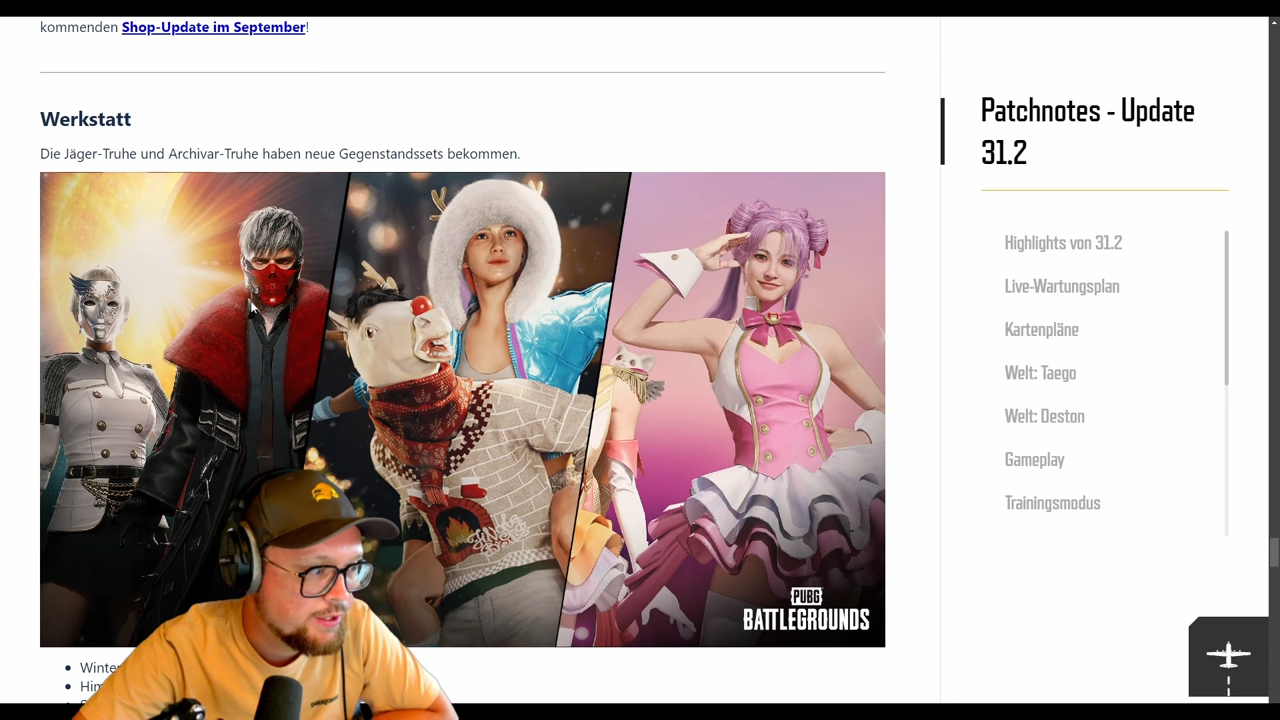 kommenden Shop-Update im September!
Werkstatt
Die Jäger-Truhe und Archivar-Truhe haben neue Gegenstandssets bekommen.
PUBG
BATTLEGROUNDS
Patchnotes - Update
31.2
Highlights von 31.2
Live-Wartungsplan
Kartenpläne
Welt: Taego
Welt: Deston
Gameplay
Trainingsmodus